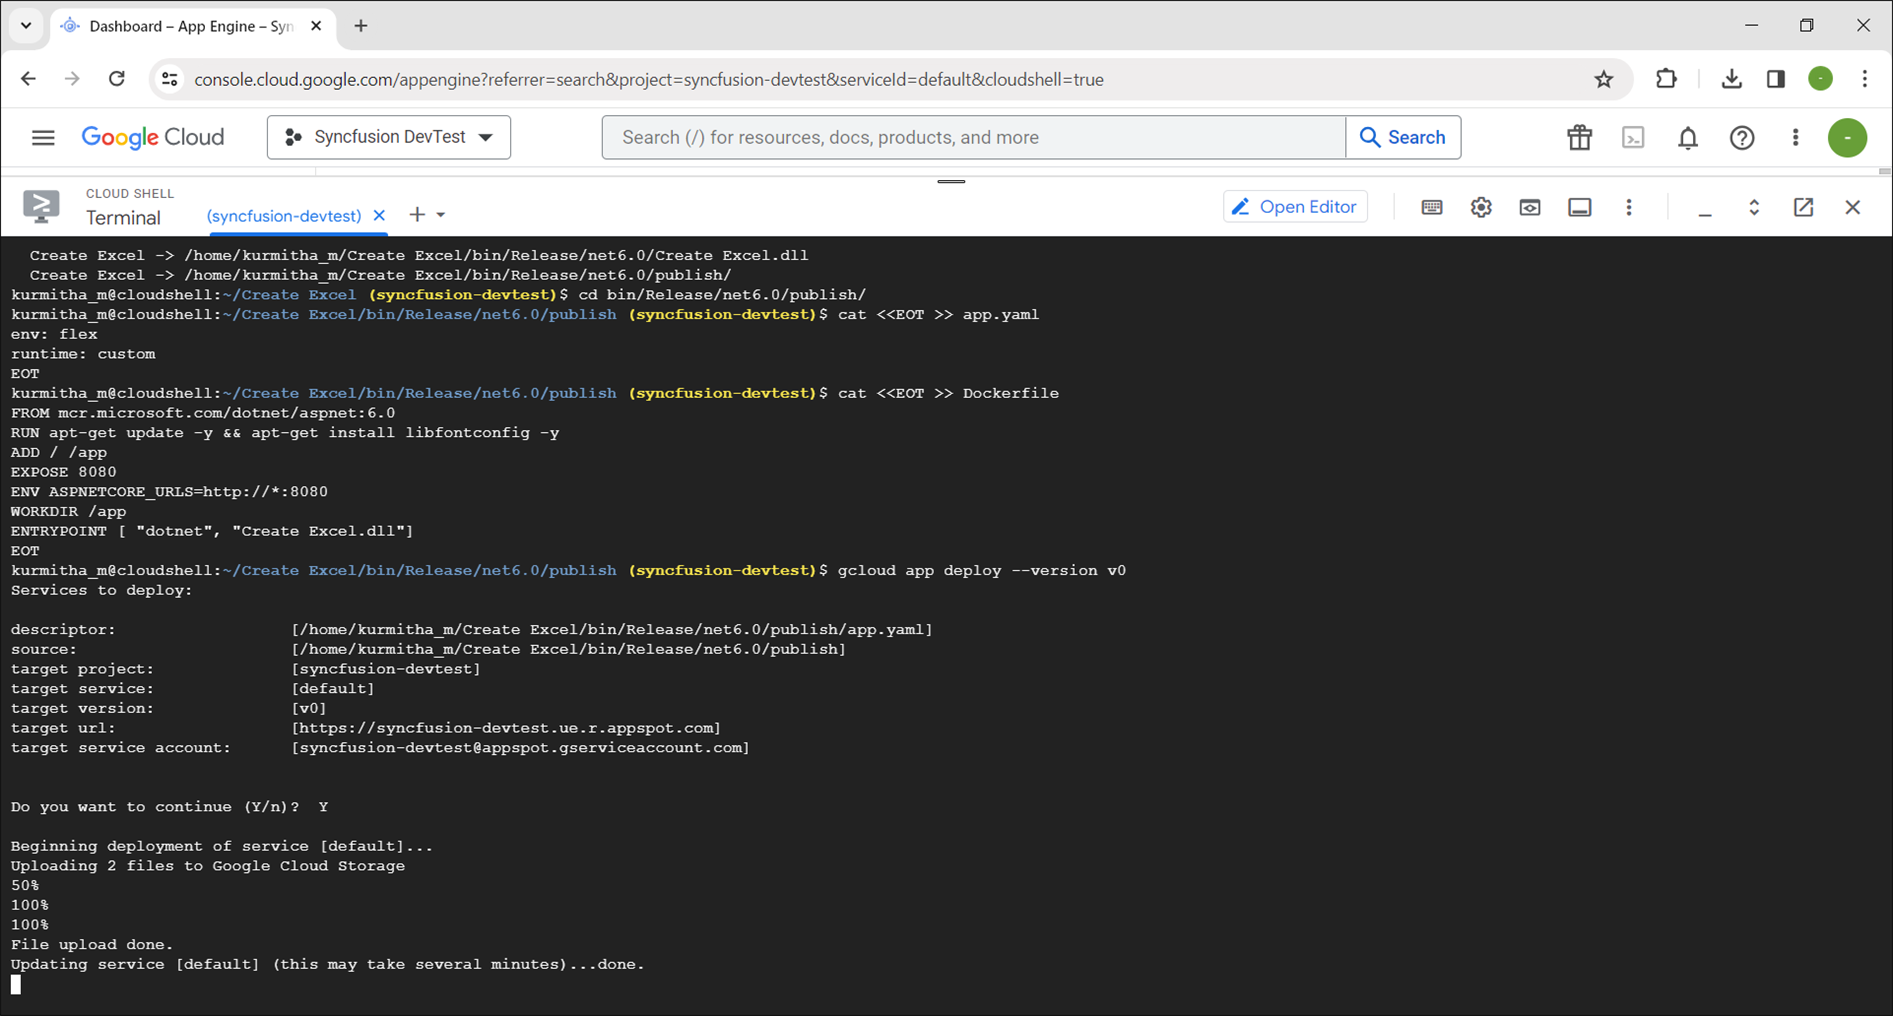 Dashboard – App Engine – Syn
console.cloud.google.com/appengine?referrer=search&project=syncfusion-devtest&serviceId=default&cloudshell=true
Google Cloud
Syncfusion DevTest
Search (/) for resources, docs, products, and more
Search
CLOUD SHELL
Terminal
(syncfusion-devtest)
Open Editor
Create Excel -> /home/kurmitha_m/Create Excel/bin/Release/net6.0/Create Excel.dll
Create Excel -> /home/kurmitha_m/Create Excel/bin/Release/net6.0/publish/
kurmitha_m@cloudshell:~/Create Excel (syncfusion-devtest)$ cd bin/Release/net6.0/publish/
kurmitha_m@cloudshell:~/Create Excel/bin/Release/net6.0/publish (syncfusion-devtest)$ cat <<EOT >> app.yaml
env: flex
runtime: custom
EOT
kurmitha_m@cloudshell:~/Create Excel/bin/Release/net6.0/publish (syncfusion-devtest)$ cat <<EOT >> Dockerfile
FROM mcr.microsoft.com/dotnet/aspnet:6.0
RUN apt-get update -y && apt-get install libfontconfig -y
ADD / /app
EXPOSE 8080
ENV ASPNETCORE_URLS=http://*:8080
WORKDIR /app
ENTRYPOINT [ "dotnet", "Create Excel.dll"]
EOT
kurmitha_m@cloudshell:~/Create Excel/bin/Release/net6.0/publish (syncfusion-devtest)$ gcloud app deploy --version v0
Services to deploy:
descriptor: [/home/kurmitha_m/Create Excel/bin/Release/net6.0/publish/app.yaml]
source: [/home/kurmitha_m/Create Excel/bin/Release/net6.0/publish]
target project: [syncfusion-devtest]
target service: [default]
target version: [v0]
target url: [https://syncfusion-devtest.ue.r.appspot.com]
target service account: [syncfusion-devtest@appspot.gserviceaccount.com]
Do you want to continue (Y/n)? Y
Beginning deployment of service [default]...
Uploading 2 files to Google Cloud Storage
50%
100%
100%
File upload done.
Updating service [default] (this may take several minutes)...done.